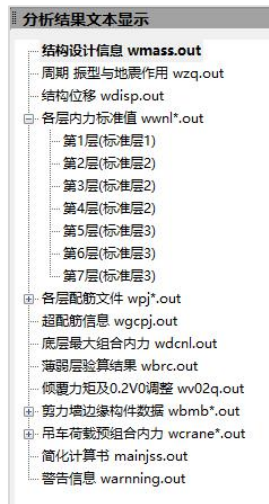 分析结果文本显示
结构设计信息 wmass.out
周期 振型与地震作用 wzq.out
结构位移 wdisp.out
各层内力标准值 wwnl*.out
第1层(标准层1)
第2层(标准层2)
第3层(标准层2)
第4层(标准层2)
第5层(标准层3)
第6层(标准层3)
第7层(标准层3)
各层配筋文件 wpj*.out
超配筋信息 wgcpj.out
底层最大组合内力 wdcnl.out
薄弱层验算结果 wbrc.out
倾覆力矩及0.2V0调整 wv02q.out
剪力墙边缘构件数据 wbmb*.out
吊车荷载预组合内力 wcrane*.out
简化计算书 mainjss.out
警告信息 warnning.out